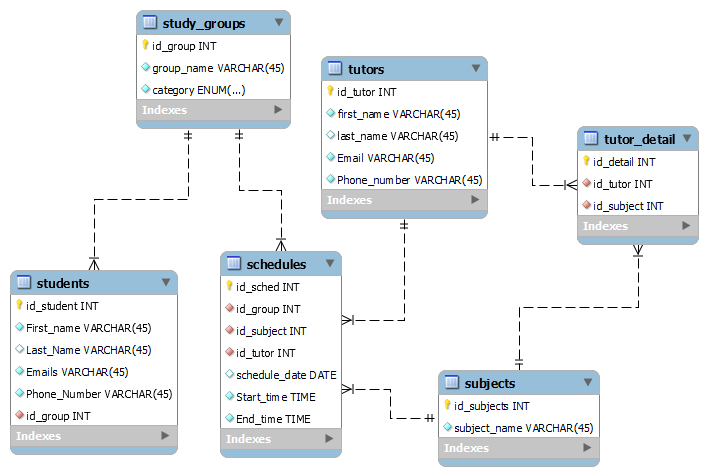 study_groups
id_group INT
group_name VARCHAR(45)
category ENUM(...)
Indexes
tutors
id_tutor INT
first_name VARCHAR(45)
last_name VARCHAR(45)
Email VARCHAR(45)
Phone_number VARCHAR(45)
Indexes
tutor_detail
id_detail INT
id_tutor INT
id_subject INT
Indexes
students
id_student INT
First_name VARCHAR(45)
Last_Name VARCHAR(45)
Emails VARCHAR(45)
Phone_Number VARCHAR(45)
id_group INT
Indexes
schedules
id_sched INT
id_group INT
id_subject INT
id_tutor INT
schedule_date DATE
Start_time TIME
End_time TIME
Indexes
subjects
id_subjects INT
subject_name VARCHAR(45)
Indexes